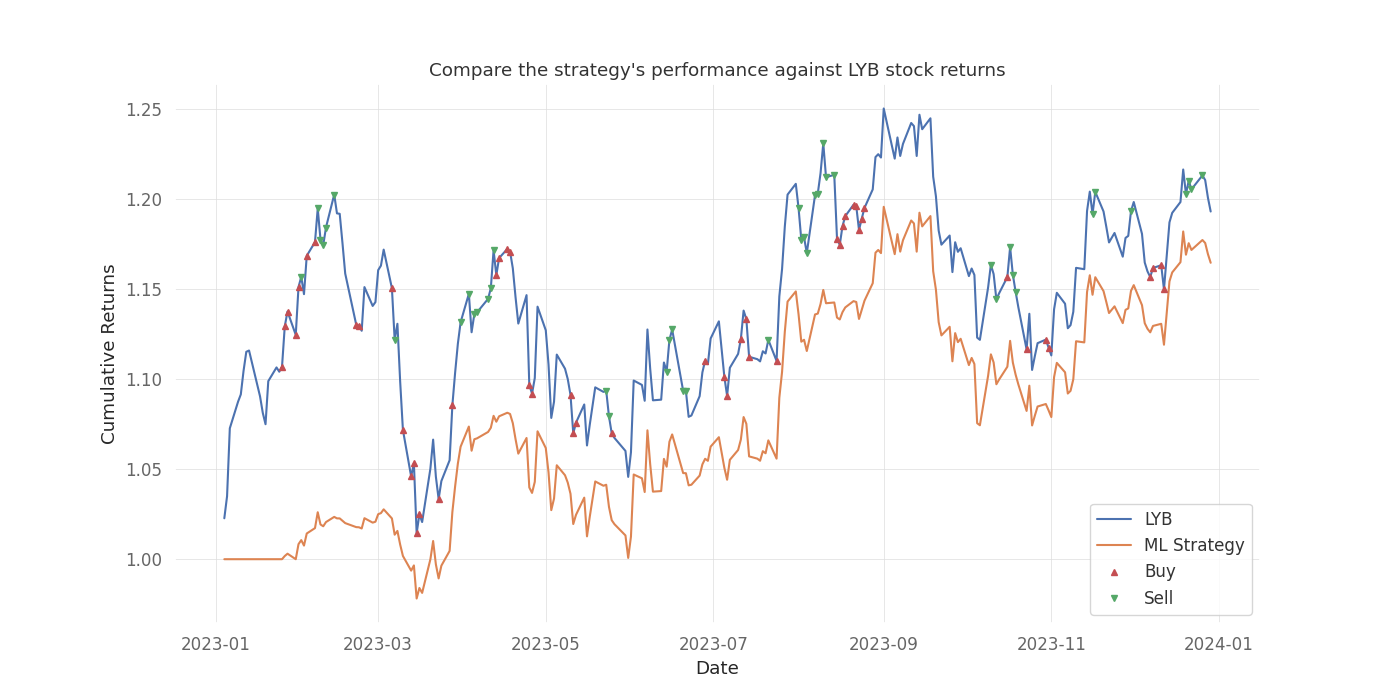 Compare the strategy's performance against LYB stock returns
Cumulative Returns
1.25
1.20
1.15
1.10
1.05
1.00
LYB
ML Strategy
Buy
Sell
2023-01 2023-03 2023-05 2023-07 2023-09 2023-11 2024-01
Date